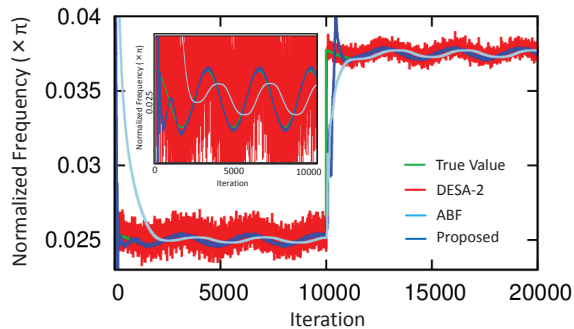 0.04
0.035
0.03
0.025
Normalized Frequency ( × π)
0 5000 10000 15000 20000
Iteration
Normalized Frequency ( × π)
0.025
0 5000 10000
Iteration
True Value
DESA-2
ABF
Proposed